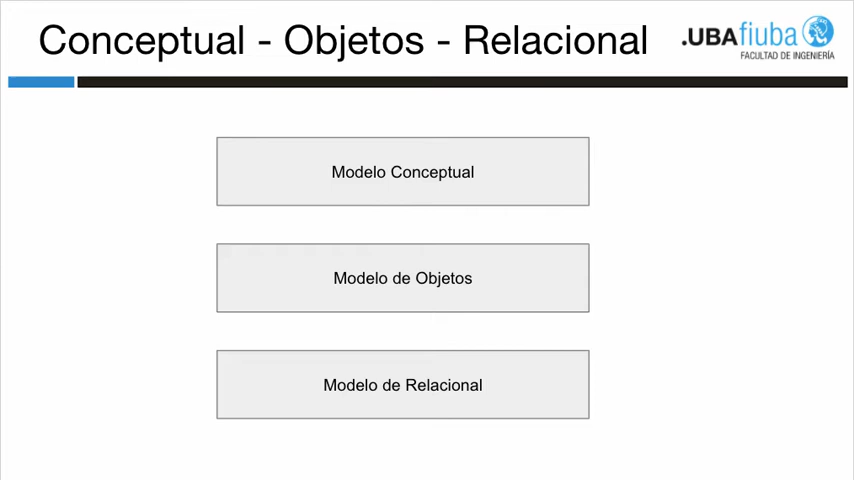 Conceptual - Objetos - Relacional
.UBAfiuba
FACULTAD DE INGENIERÍA
Modelo Conceptual
Modelo de Objetos
Modelo de Relacional